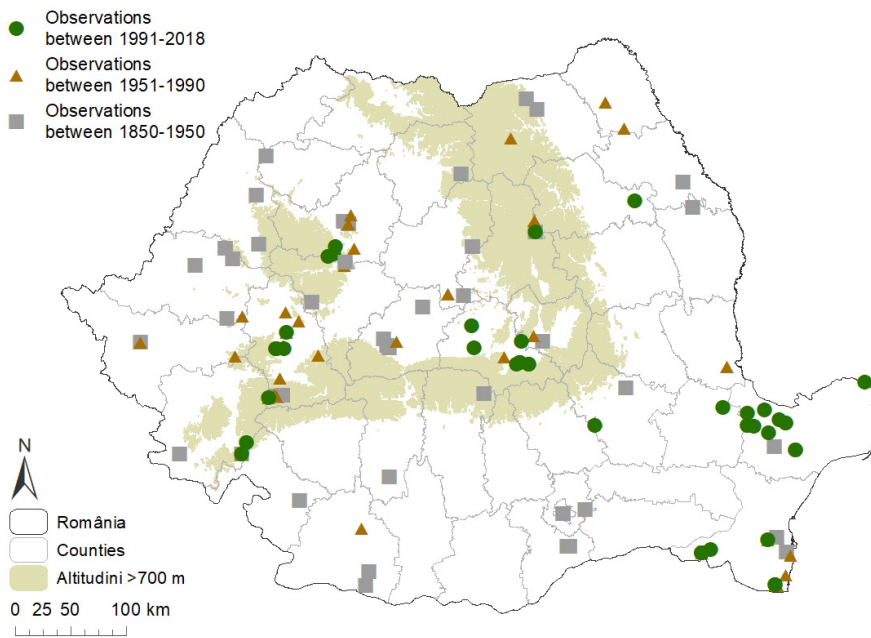 Observations
between 1991-2018
Observations
between 1951-1990
Observations
between 1850-1950
N
România
Counties
Altitudini >700 m
0 25 50 100 km